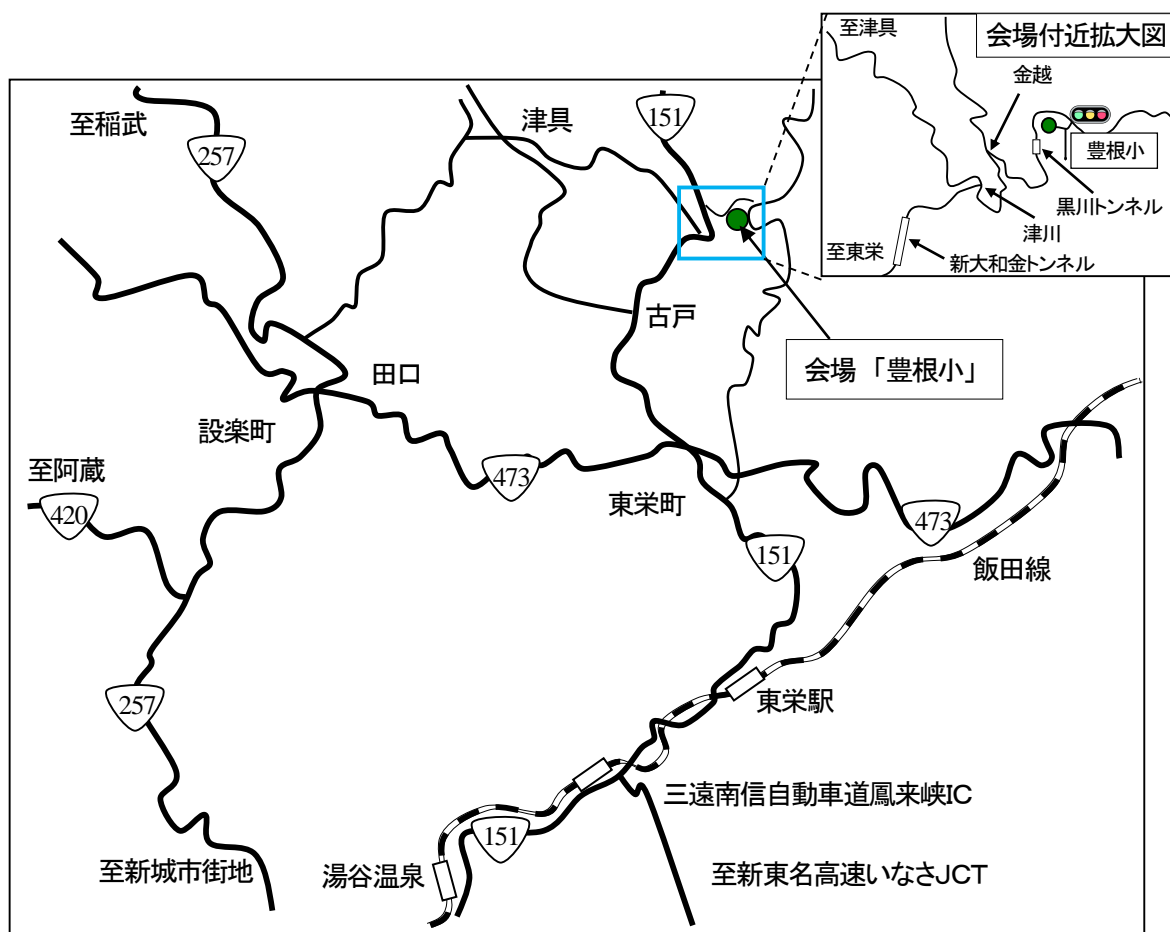 至津具
会場付近拡大図
金越
豊根小
黒川トンネル
津川
至東栄
新大和金トンネル
至稲武
257
津具
151
古戸
会場 「豊根小」
田口
設楽町
至阿蔵
420
473
東栄町
473
151
飯田線
257
東栄駅
三遠南信自動車道鳳来峡IC
151
至新城市街地
湯谷温泉
至新東名高速いなさJCT